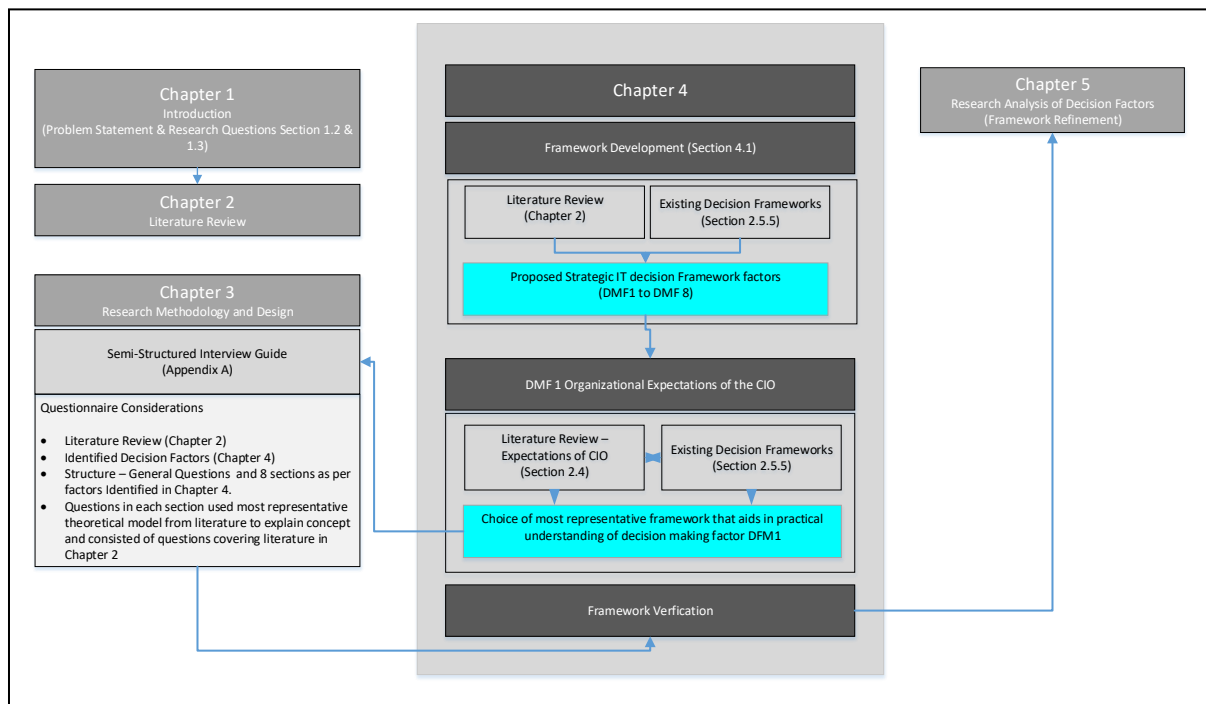 Chapter 1
Introduction
(Problem Statement & Research Questions Section 1.2 &
1.3)
Chapter 2
Literature Review
Chapter 3
Research Methodology and Design
Semi-Structured Interview Guide
(Appendix A)
Questionnaire Considerations
• Literature Review (Chapter 2)
• Identified Decision Factors (Chapter 4)
• Structure – General Questions and 8 sections as per
factors Identified in Chapter 4.
• Questions in each section used most representative
theoretical model from literature to explain concept
and consisted of questions covering literature in
Chapter 2
Chapter 4
Framework Development (Section 4.1)
Literature Review
(Chapter 2)
Existing Decision Frameworks
(Section 2.5.5)
Proposed Strategic IT decision Framework factors
(DMF1 to DMF 8)
DMF 1 Organizational Expectations of the CIO
Literature Review –
Expectations of CIO
(Section 2.4)
Existing Decision Frameworks
(Section 2.5.5)
Choice of most representative framework that aids in practical
understanding of decision making factor DFM1
Framework Verfication
Chapter 5
Research Analysis of Decision Factors
(Framework Refinement)